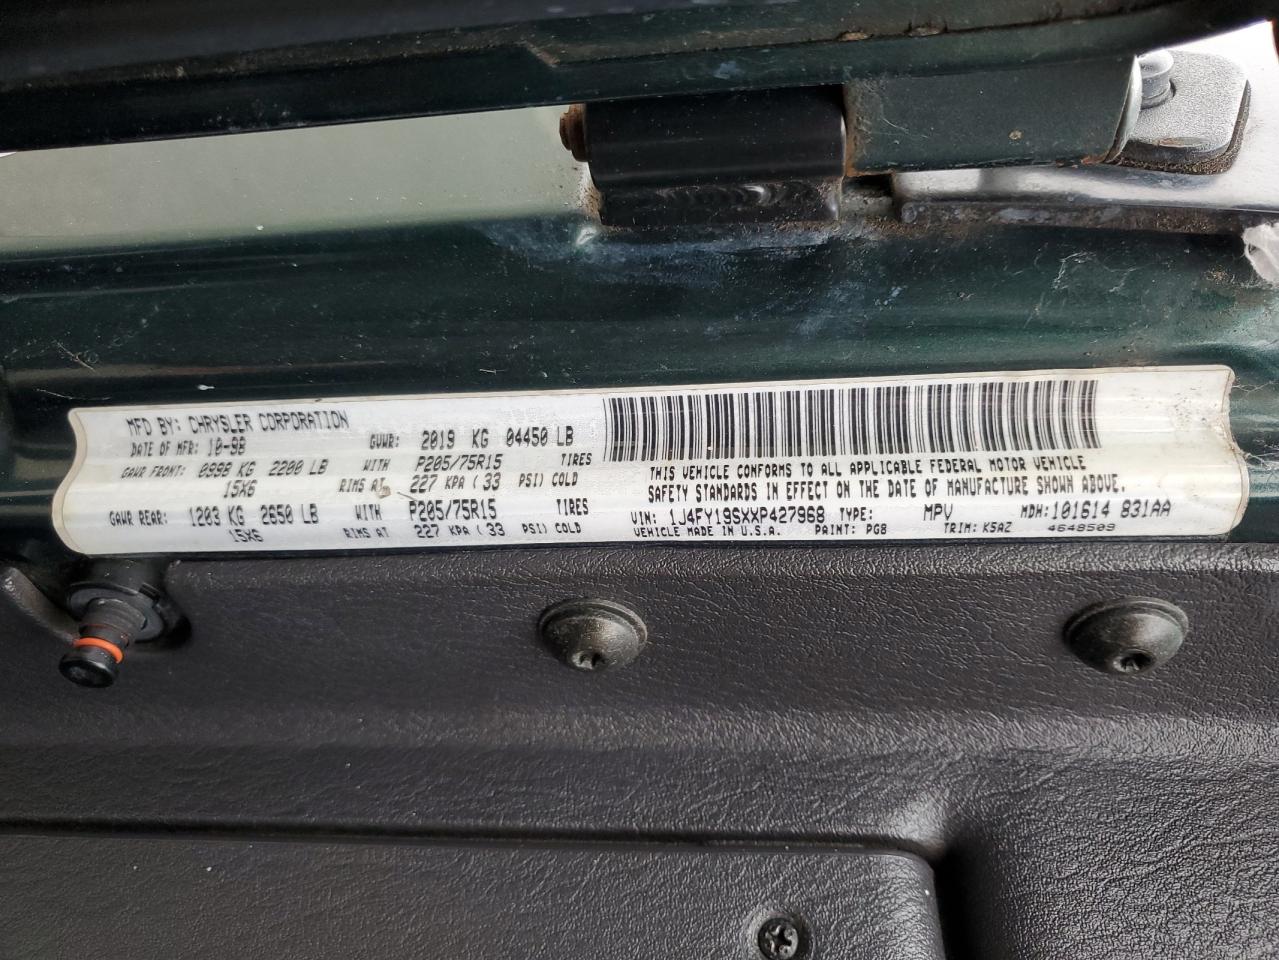 MFD BY: CHRYSLER CORPORATION
DATE OF MFR: 10-98 GVWR: 2019 KG 04450 LB
GAWR FRONT: 0998 KG 2200 LB WITH P205/75R15 TIRES
15X6 RIMS AT 227 KPA ( 33 PSI) COLD
GAWR REAR: 1203 KG 2650 LB WITH P205/75R15 TIRES
15X6 RIMS AT 227 KPA ( 33 PSI) COLD
THIS VEHICLE CONFORMS TO ALL APPLICABLE FEDERAL MOTOR VEHICLE
SAFETY STANDARDS IN EFFECT ON THE DATE OF MANUFACTURE SHOWN ABOVE.
VIN: 1J4FY19SXXP427968 TYPE: MPV MDH: 101614 831AA
VEHICLE MADE IN U.S.A. PAINT: PG8 TRIM: K5AZ 4648509